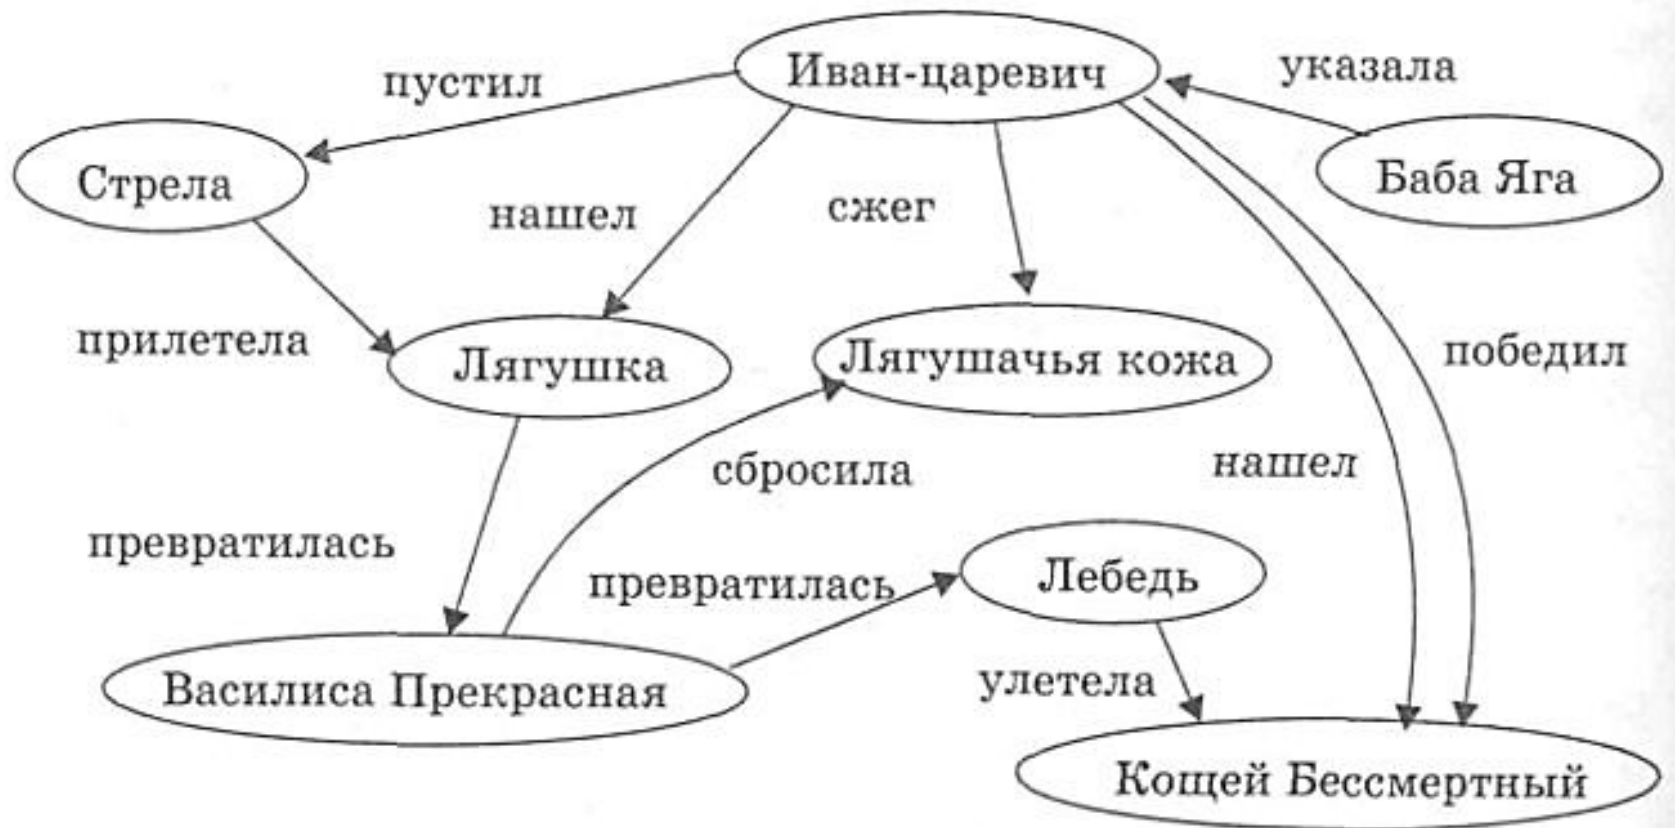 Иван-царевич
указала
пустил
Баба Яга
Стрела
нашел
сжег
прилетела
Лягушка
Лягушачья кожа
победил
сбросила
нашел
превратилась
превратилась
Лебедь
Василиса Прекрасная
улетела
Кощей Бессмертный